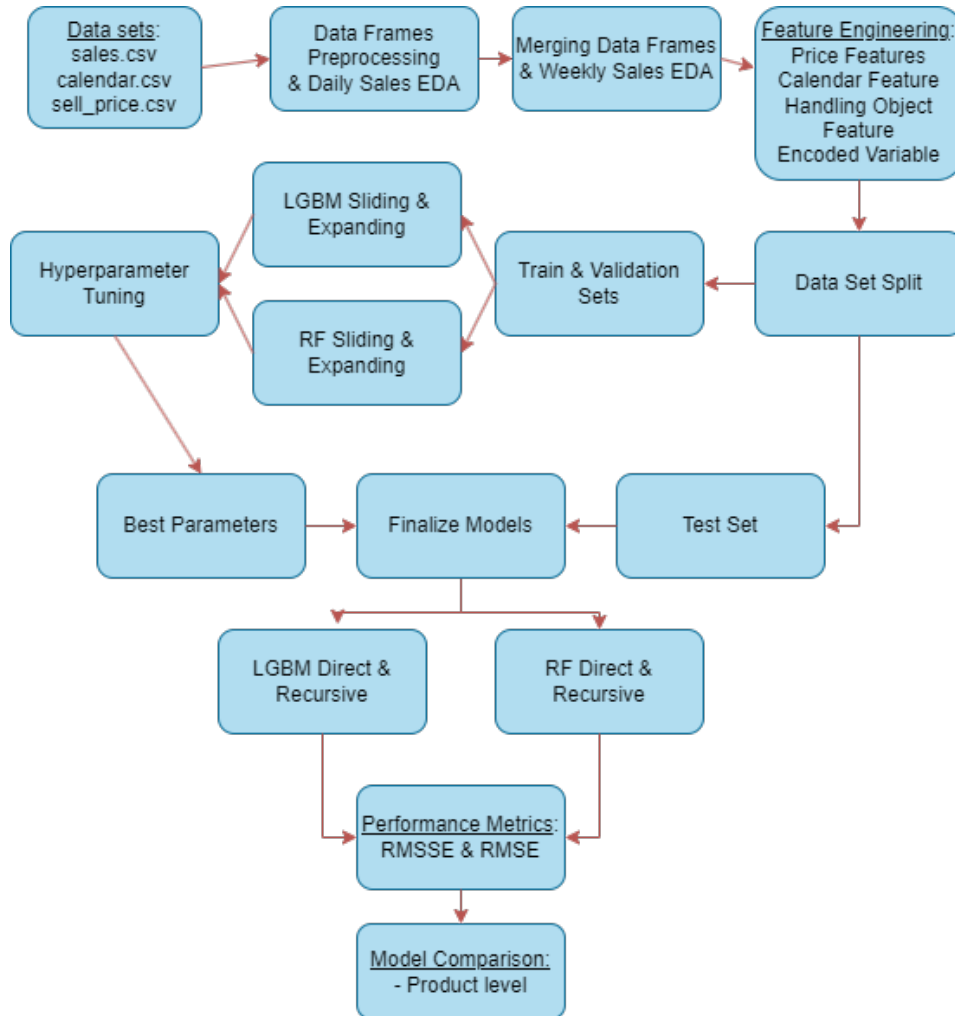 Data sets:
sales.csv
calendar.csv
sell_price.csv
Data Frames
Preprocessing
& Daily Sales EDA
Merging Data Frames
& Weekly Sales EDA
Feature Engineering:
Price Features
Calendar Feature
Handling Object
Feature
Encoded Variable
Data Set Split
Train & Validation
Sets
LGBM Sliding &
Expanding
RF Sliding &
Expanding
Hyperparameter
Tuning
Best Parameters
Finalize Models
Test Set
LGBM Direct &
Recursive
RF Direct &
Recursive
Performance Metrics:
RMSSE & RMSE
Model Comparison:
- Product level